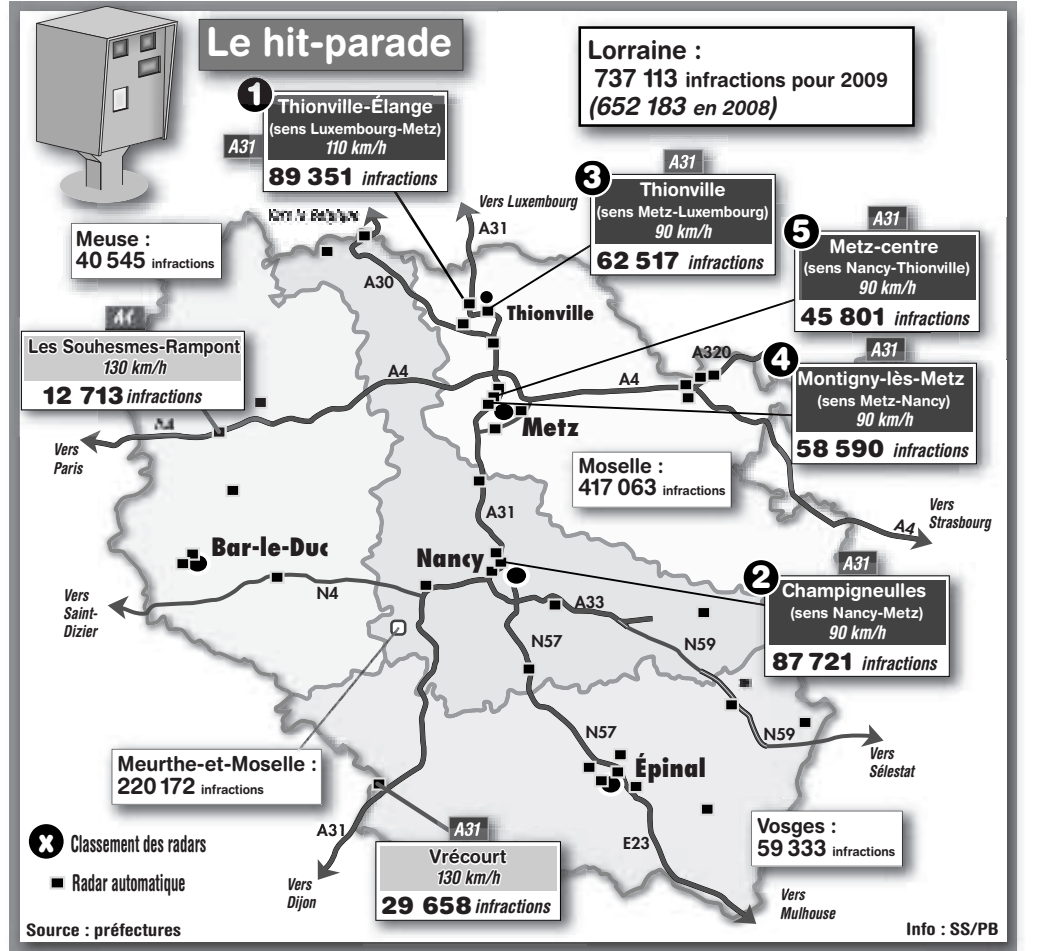 Le hit-parade
Lorraine :
737 113 infractions pour 2009
(652 183 en 2008)
1
Thionville-Élange
(sens Luxembourg-Metz)
110 km/h
A31
89 351 infractions
A31
3
Thionville
(sens Metz-Luxembourg)
90 km/h
62 517 infractions
A31
5
Metz-centre
(sens Nancy-Thionville)
90 km/h
45 801 infractions
Vers la Belgique
Vers Luxembourg
A31
Meuse :
40 545 infractions
A30
Thionville
A4
Les Souhesmes-Rampont
130 km/h
12 713 infractions
A4
A4
A320
A4
A31
4
Montigny-lès-Metz
(sens Metz-Nancy)
90 km/h
58 590 infractions
Metz
Vers
Paris
Moselle :
417 063 infractions
A31
Vers
Strasbourg
A4
Bar-le-Duc
Nancy
A31
2
Champigneulles
(sens Nancy-Metz)
90 km/h
87 721 infractions
Vers
Saint-
Dizier
N4
A33
N57
N59
N57
N59
Vers
Sélestat
Meurthe-et-Moselle :
220 172 infractions
Épinal
A31
A31
Vrécourt
130 km/h
29 658 infractions
E23
Vosges :
59 333 infractions
x Classement des radars
Radar automatique
Vers
Dijon
Vers
Mulhouse
Source : préfectures
Info : SS/PB